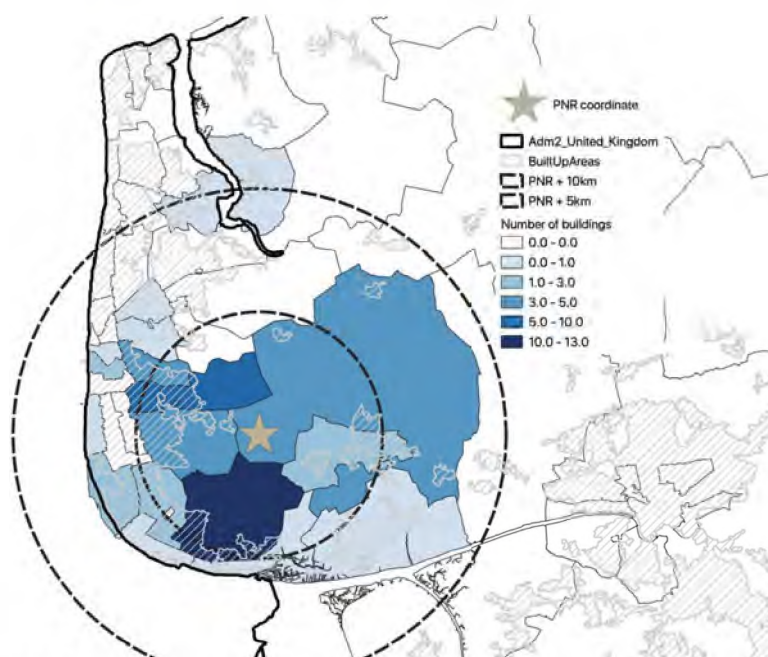 PNR coordinate
Adm2_United_Kingdom
BuiltUpAreas
PNR + 10km
PNR + 5km
Number of buildings
0.0 - 0.0
0.0 - 1.0
1.0 - 3.0
3.0 - 5.0
5.0 - 10.0
10.0 - 13.0